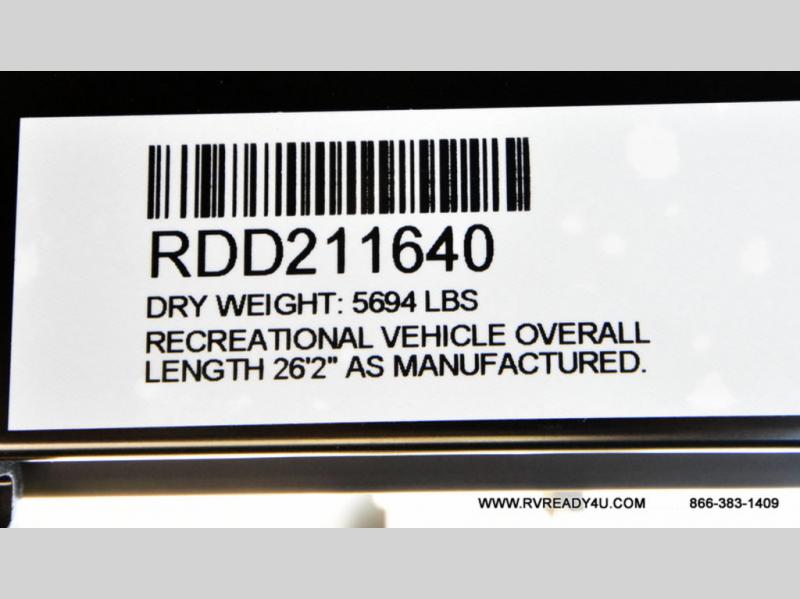 RDD211640
DRY WEIGHT: 5694 LBS
RECREATIONAL VEHICLE OVERALL
LENGTH 26'2" AS MANUFACTURED.
WWW.RVREADY4U.COM 866-383-1409